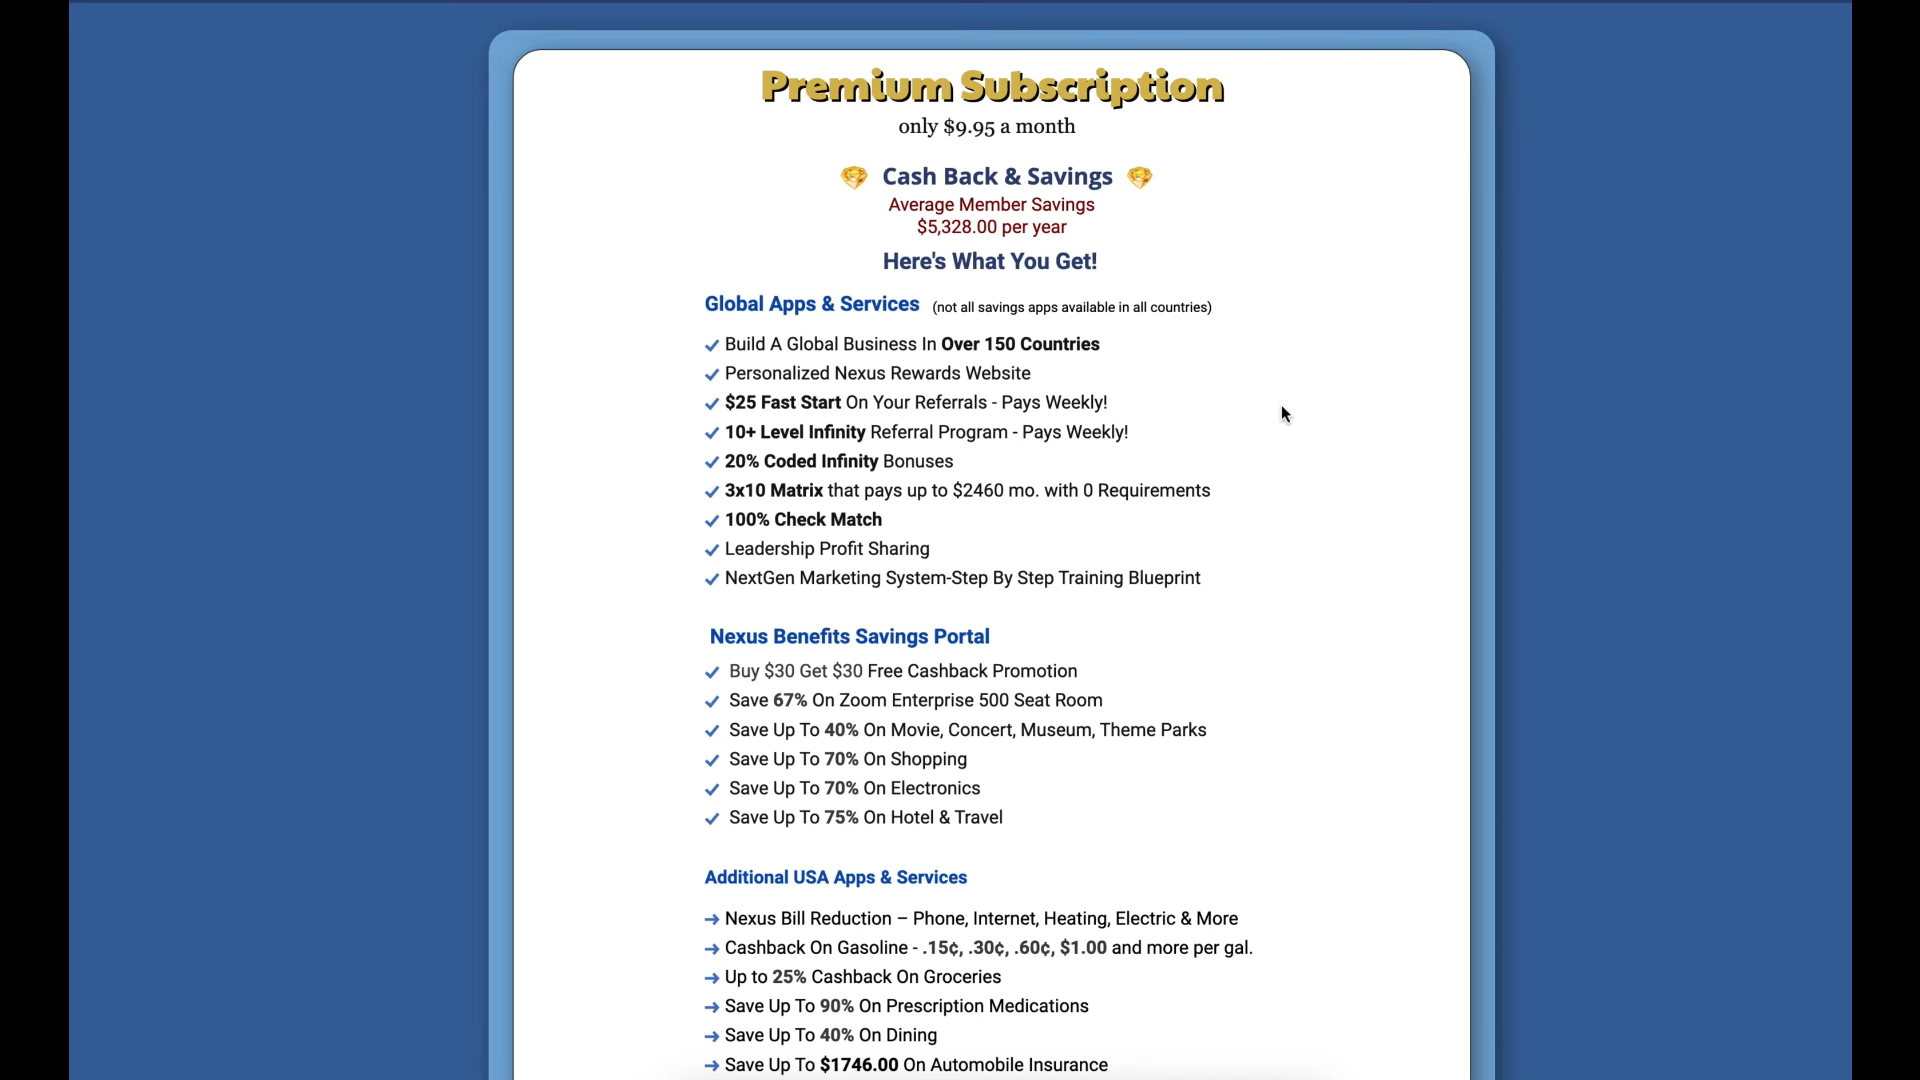 Premium Subscription
only $9.95 a month
Cash Back & Savings
Average Member Savings
$5,328.00 per year
Here's What You Get!
Global Apps & Services (not all savings apps available in all countries)
Build A Global Business In Over 150 Countries
Personalized Nexus Rewards Website
$25 Fast Start On Your Referrals - Pays Weekly!
10+ Level Infinity Referral Program - Pays Weekly!
20% Coded Infinity Bonuses
3x10 Matrix that pays up to $2460 mo. with 0 Requirements
100% Check Match
Leadership Profit Sharing
NextGen Marketing System-Step By Step Training Blueprint
Nexus Benefits Savings Portal
Buy $30 Get $30 Free Cashback Promotion
Save 67% On Zoom Enterprise 500 Seat Room
Save Up To 40% On Movie, Concert, Museum, Theme Parks
Save Up To 70% On Shopping
Save Up To 70% On Electronics
Save Up To 75% On Hotel & Travel
Additional USA Apps & Services
Nexus Bill Reduction – Phone, Internet, Heating, Electric & More
Cashback On Gasoline - .15¢, .30¢, .60¢, $1.00 and more per gal.
Up to 25% Cashback On Groceries
Save Up To 90% On Prescription Medications
Save Up To 40% On Dining
Save Up To $1746.00 On Automobile Insurance